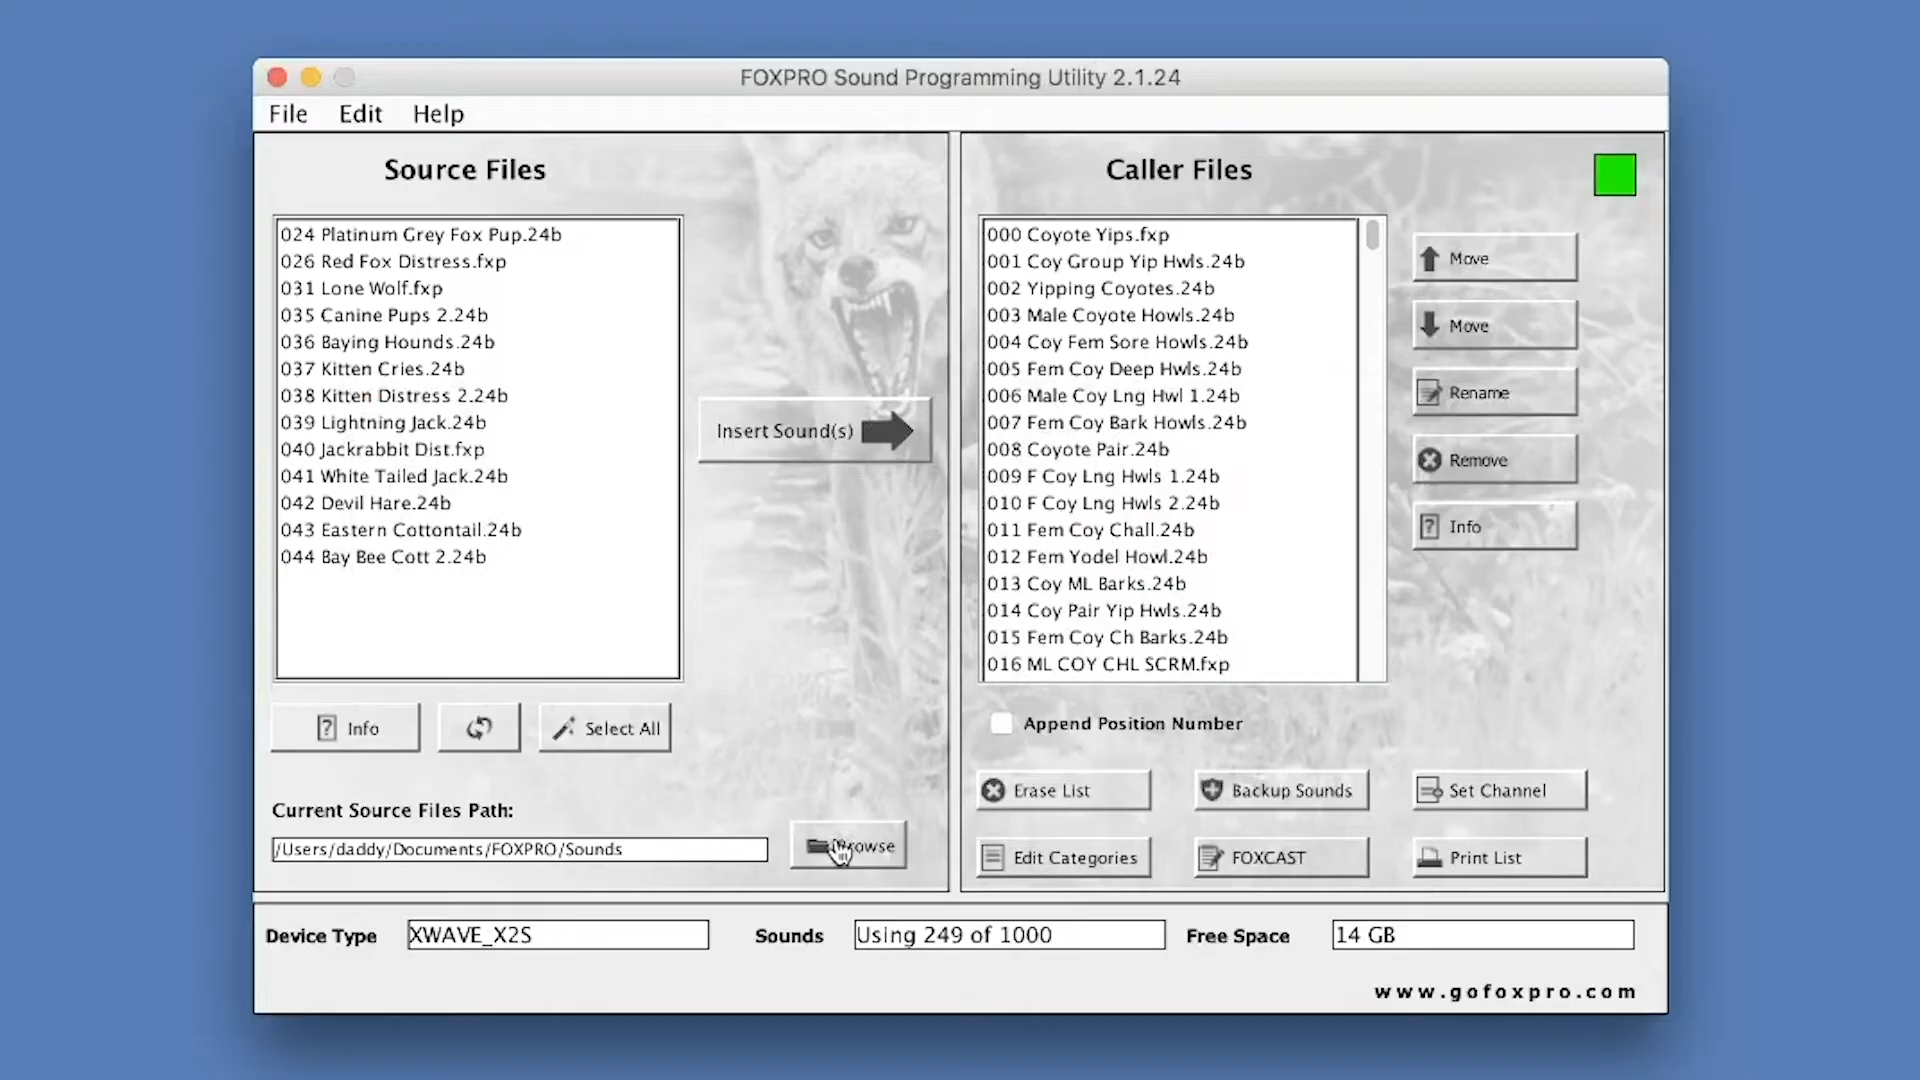 FOXPRO Sound Programming Utility 2.1.24
File Edit Help
Source Files
024 Platinum Grey Fox Pup.24b
026 Red Fox Distress.fxp
031 Lone Wolf.fxp
035 Canine Pups 2.24b
036 Baying Hounds.24b
037 Kitten Cries.24b
038 Kitten Distress 2.24b
039 Lightning Jack.24b
040 Jackrabbit Dist.fxp
041 White Tailed Jack.24b
042 Devil Hare.24b
043 Eastern Cottontail.24b
044 Bay Bee Cott 2.24b
Info
Select All
Current Source Files Path:
/Users/daddy/Documents/FOXPRO/Sounds
Browse
Insert Sound(s)
Caller Files
000 Coyote Yips.fxp
001 Coy Group Yip Hwls.24b
002 Yipping Coyotes.24b
003 Male Coyote Howls.24b
004 Coy Fem Sore Howls.24b
005 Fem Coy Deep Hwls.24b
006 Male Coy Lng Hwl 1.24b
007 Fem Coy Bark Howls.24b
008 Coyote Pair.24b
009 F Coy Lng Hwls 1.24b
010 F Coy Lng Hwls 2.24b
011 Fem Coy Chall.24b
012 Fem Yodel Howl.24b
013 Coy ML Barks.24b
014 Coy Pair Yip Hwls.24b
015 Fem Coy Ch Barks.24b
016 ML COY CHL SCRM.fxp
Move
Move
Rename
Remove
Info
Append Position Number
Erase List
Backup Sounds
Set Channel
Edit Categories
FOXCAST
Print List
Device Type XWAVE_X2S
Sounds Using 249 of 1000
Free Space 14 GB
www.gofoxpro.com